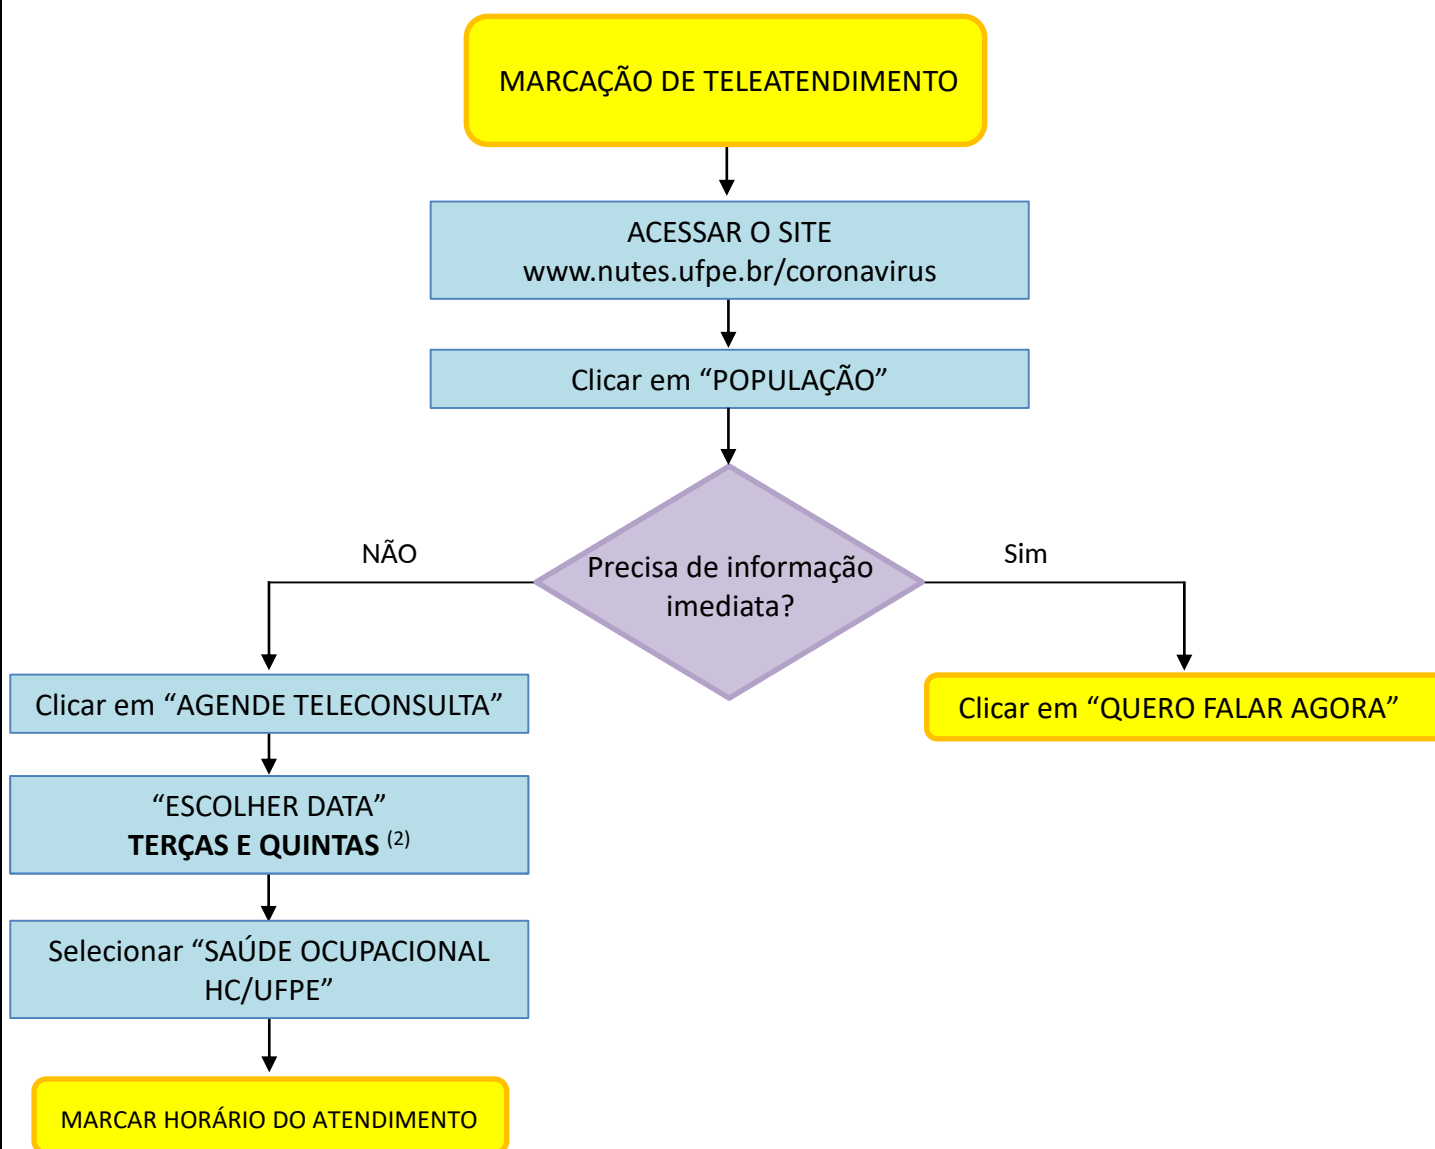 MARCAÇÃO DE TELEATENDIMENTO
ACESSAR O SITE
www.nutes.ufpe.br/coronavirus
Clicar em “POPULAÇÃO”
Precisa de informação
imediata?
NÃO
Sim
Clicar em “AGENDE TELECONSULTA”
Clicar em “QUERO FALAR AGORA”
“ESCOLHER DATA”
TERÇAS E QUINTAS (2)
Selecionar “SAÚDE OCUPACIONAL
HC/UFPE”
MARCAR HORÁRIO DO ATENDIMENTO